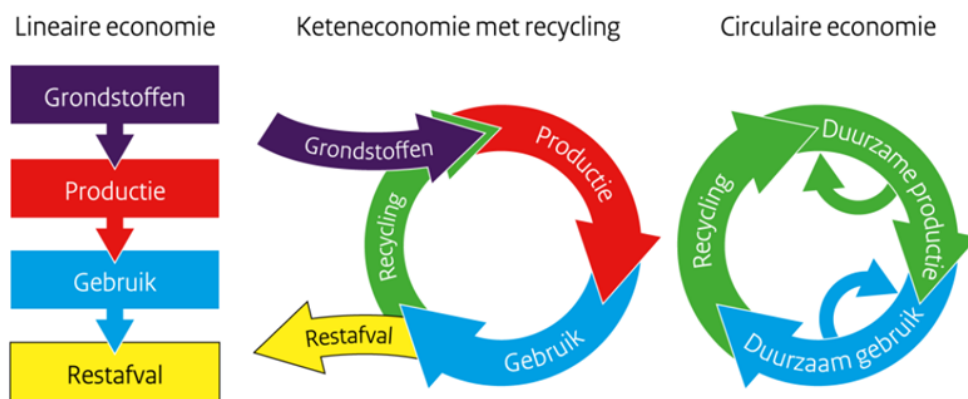 Lineaire economie
Grondstoffen
Productie
Gebruik
Restafval
Keteneconomie met recycling
Grondstoffen
Productie
Gebruik
Recycling
Restafval
Circulaire economie
Duurzame productie
Duurzaam gebruik
Recycling